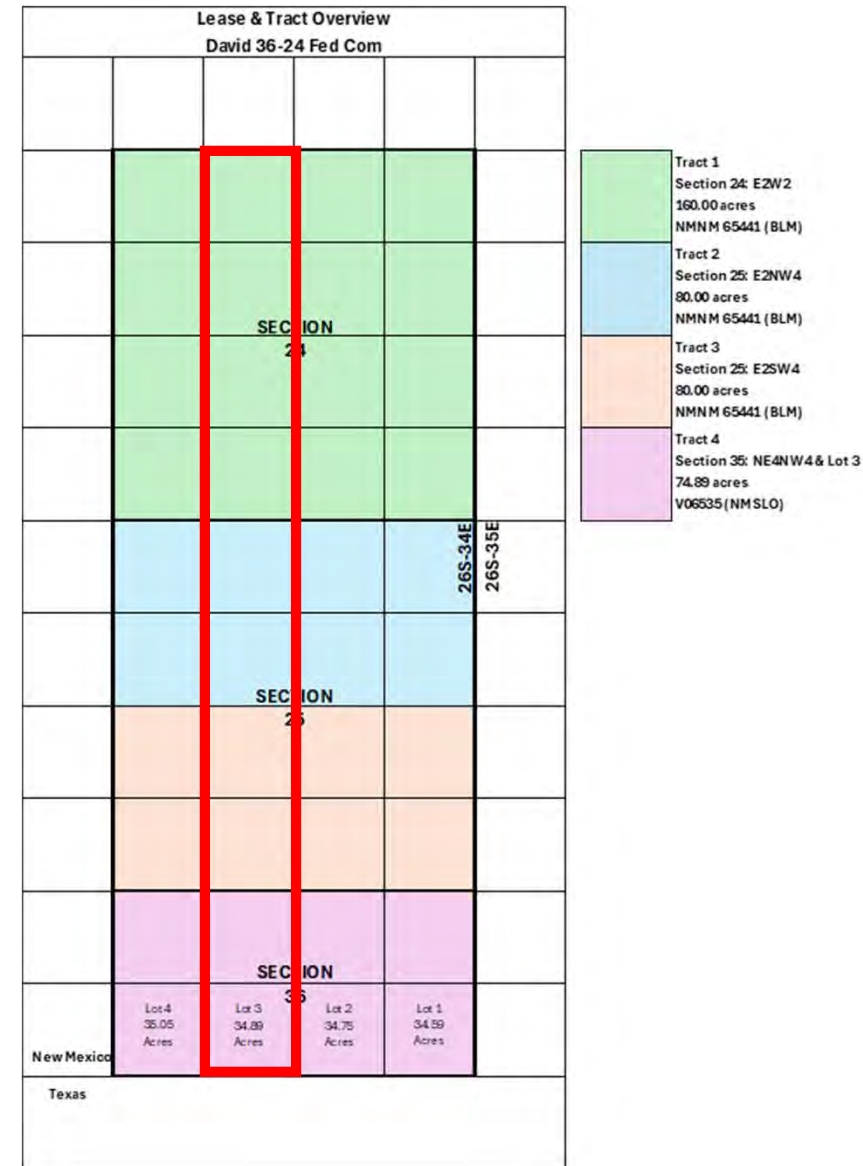 Lease & Tract Overview
David 36-24 Fed Com
Tract 1
Section 24: E2W2
160.00 acres
NMNM 65441 (BLM)
Tract 2
Section 25: E2NW4
80.00 acres
NMNM 65441 (BLM)
Tract 3
Section 25: E2SW4
80.00 acres
NMNM 65441 (BLM)
Tract 4
Section 35: NE4NW4 & Lot 3
74.89 acres
V06535 (NMSLO)
SECTION
24
26S-34E
26S-35E
SECTION
25
SECTION
36
Lot 4
35.05
Acres
Lot 3
34.89
Acres
Lot 2
34.75
Acres
Lot 1
34.59
Acres
New Mexico
Texas